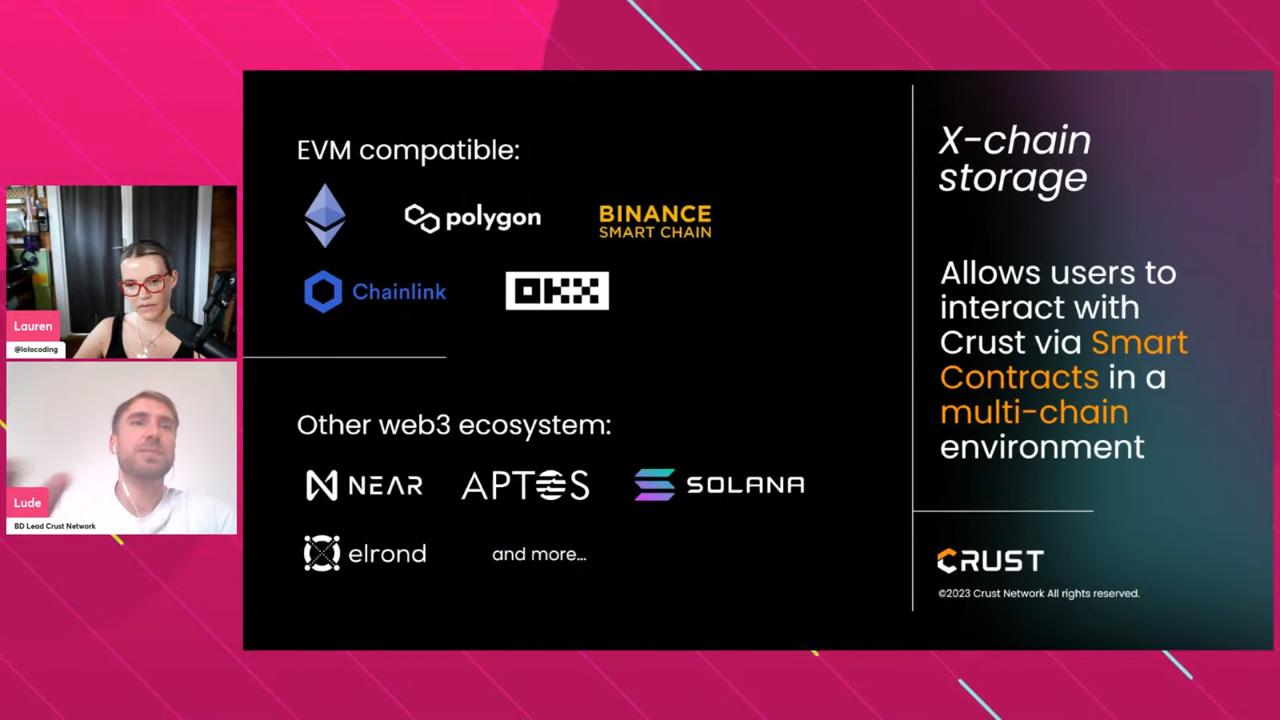 EVM compatible:
polygon
BINANCE
SMART CHAIN
Chainlink
OKX
Other web3 ecosystem:
NEAR
APTOS
SOLANA
elrond
and more...
X-chain
storage
Allows users to
interact with
Crust via Smart
Contracts in a
multi-chain
environment
CRUST
©2023 Crust Network All rights reserved.
Lauren
@lolocoding
Lude
BD Lead Crust Network